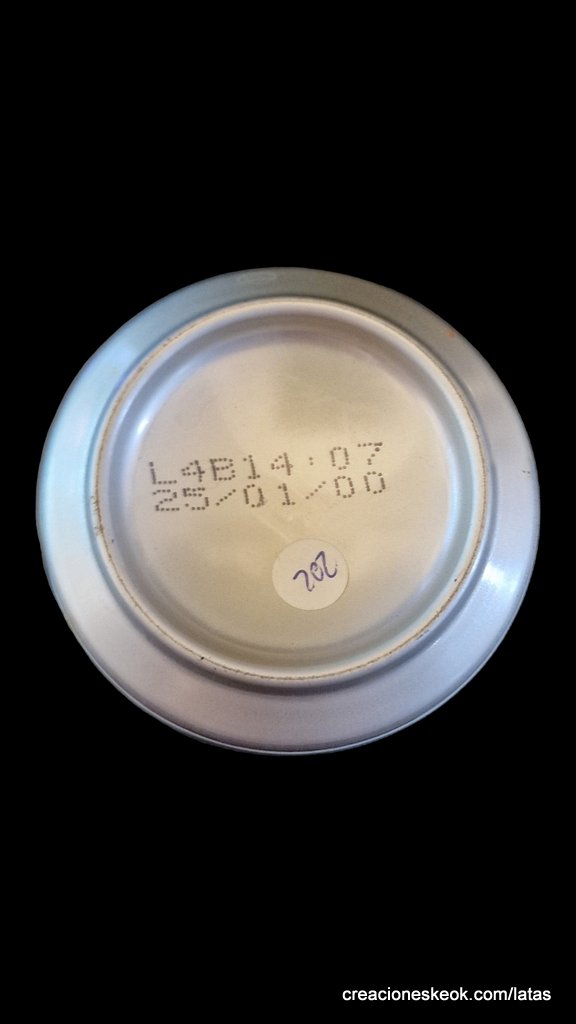 L4B14:07
25/01/00
202
creacioneskeok.com/latas